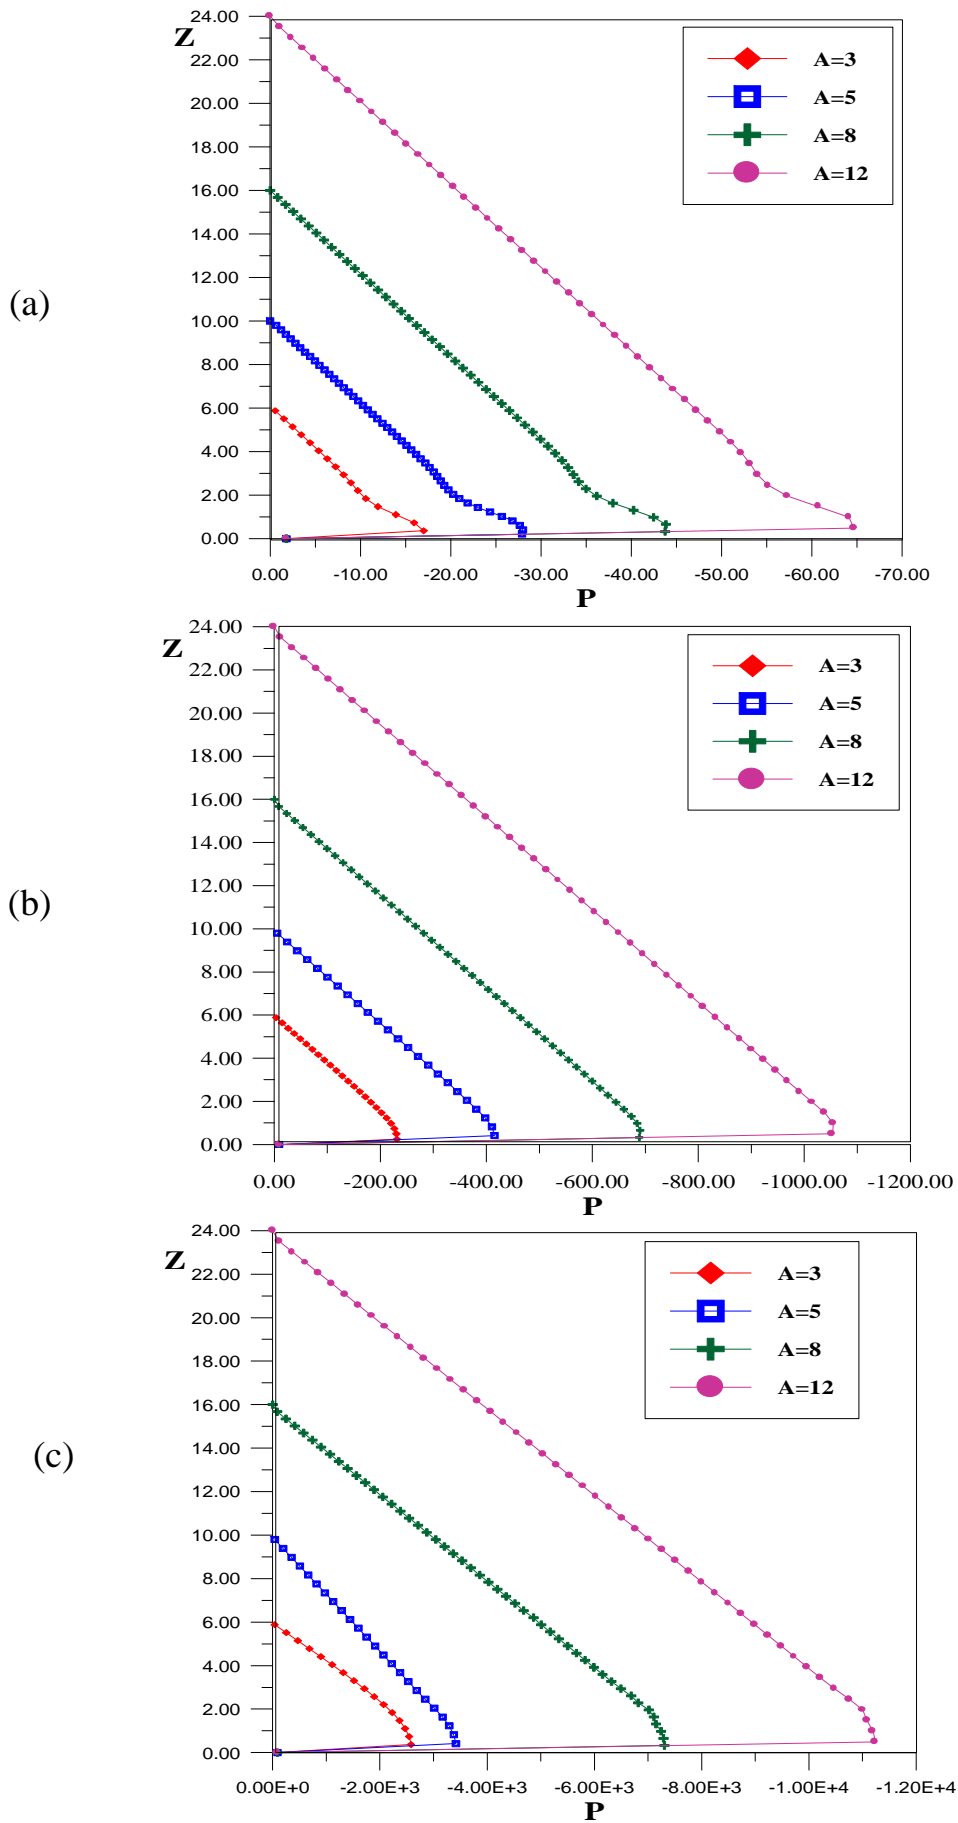 (a)
Z
24.00
22.00
20.00
18.00
16.00
14.00
12.00
10.00
8.00
6.00
4.00
2.00
0.00
0.00 -10.00 -20.00 -30.00 -40.00 -50.00 -60.00 -70.00
P
A=3
A=5
A=8
A=12
(b)
Z
24.00
22.00
20.00
18.00
16.00
14.00
12.00
10.00
8.00
6.00
4.00
2.00
0.00
0.00 -200.00 -400.00 -600.00 -800.00 -1000.00 -1200.00
P
A=3
A=5
A=8
A=12
(c)
Z
24.00
22.00
20.00
18.00
16.00
14.00
12.00
10.00
8.00
6.00
4.00
2.00
0.00
0.00E+0 -2.00E+3 -4.00E+3 -6.00E+3 -8.00E+3 -1.00E+4 -1.20E+4
P
A=3
A=5
A=8
A=12